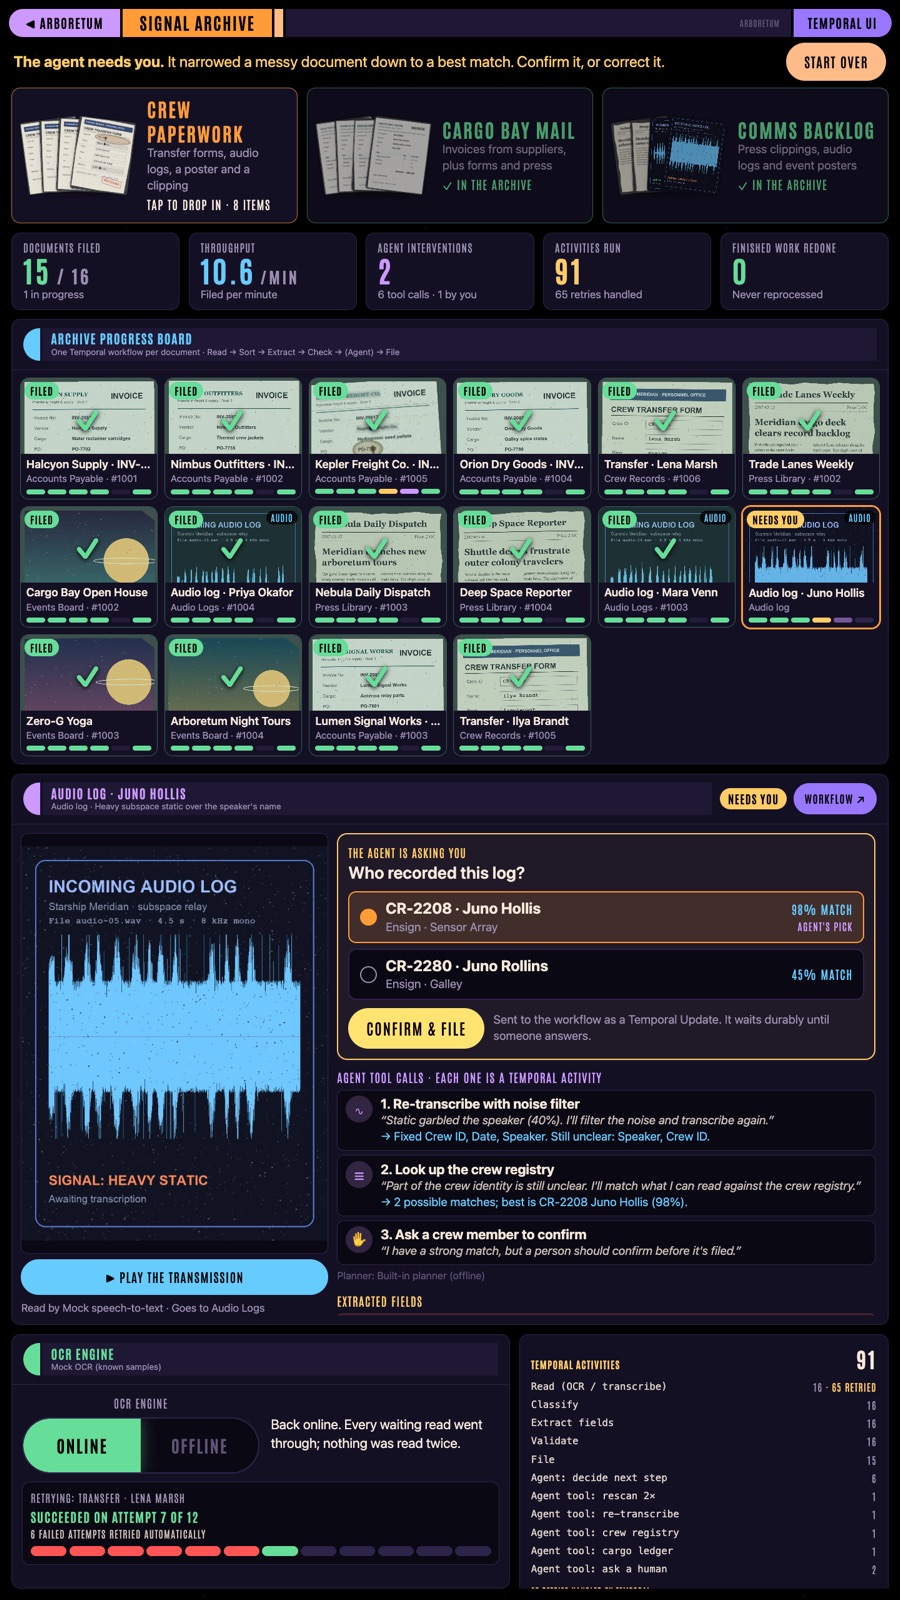 ◀ ARBORETUM
SIGNAL ARCHIVE
ARBORETUM
TEMPORAL UI
The agent needs you. It narrowed a messy document down to a best match. Confirm it, or correct it.
START OVER
CREW PAPERWORK
Transfer forms, audio logs, a poster and a clipping
TAP TO DROP IN · 8 ITEMS
CARGO BAY MAIL
Invoices from suppliers, plus forms and press
✓ IN THE ARCHIVE
COMMS BACKLOG
Press clippings, audio logs and event posters
✓ IN THE ARCHIVE
DOCUMENTS FILED
15 / 16
1 in progress
THROUGHPUT
10.6 /MIN
Filed per minute
AGENT INTERVENTIONS
2
6 tool calls · 1 by you
ACTIVITIES RUN
91
65 retries handled
FINISHED WORK REDONE
0
Never reprocessed
ARCHIVE PROGRESS BOARD
One Temporal workflow per document · Read → Sort → Extract → Check → (Agent) → File
FILED
INVOICE
Halcyon Supply · INV-...
Accounts Payable · #1001
FILED
INVOICE
Nimbus Outfitters · IN...
Accounts Payable · #1002
FILED
INVOICE
Kepler Freight Co. · IN...
Accounts Payable · #1005
FILED
INVOICE
Orion Dry Goods · INV...
Accounts Payable · #1004
FILED
CREW TRANSFER FORM
Transfer · Lena Marsh
Crew Records · #1006
FILED
Trade Lanes Weekly
Press Library · #1002
FILED
Cargo Bay Open House
Events Board · #1002
FILED
AUDIO
Audio log · Priya Okafor
Audio Logs · #1004
FILED
Nebula Daily Dispatch
Press Library · #1003
FILED
Deep Space Reporter
Press Library · #1004
FILED
AUDIO
Audio log · Mara Venn
Audio Logs · #1003
NEEDS YOU
AUDIO
Audio log · Juno Hollis
Audio log
FILED
Zero-G Yoga
Events Board · #1003
FILED
Arboretum Night Tours
Events Board · #1004
FILED
INVOICE
Lumen Signal Works · ...
Accounts Payable · #1003
FILED
CREW TRANSFER FORM
Transfer · Ilya Brandt
Crew Records · #1005
AUDIO LOG · JUNO HOLLIS
Audio log · Heavy subspace static over the speaker's name
NEEDS YOU
WORKFLOW ↗
INCOMING AUDIO LOG
Starship Meridian · subspace relay
File audio-05.wav · 4.5 s · 8 kHz mono
SIGNAL: HEAVY STATIC
Awaiting transcription
▶ PLAY THE TRANSMISSION
Read by Mock speech-to-text · Goes to Audio Logs
THE AGENT IS ASKING YOU
Who recorded this log?
CR-2208 · Juno Hollis
Ensign · Sensor Array
98% MATCH
AGENT'S PICK
CR-2280 · Juno Rollins
Ensign · Galley
45% MATCH
CONFIRM & FILE
Sent to the workflow as a Temporal Update. It waits durably until someone answers.
AGENT TOOL CALLS · EACH ONE IS A TEMPORAL ACTIVITY
1. Re-transcribe with noise filter
“Static garbled the speaker (40%). I'll filter the noise and transcribe again.”
→ Fixed Crew ID, Date, Speaker. Still unclear: Speaker, Crew ID.
2. Look up the crew registry
“Part of the crew identity is still unclear. I'll match what I can read against the crew registry.”
→ 2 possible matches; best is CR-2208 Juno Hollis (98%).
3. Ask a crew member to confirm
“I have a strong match, but a person should confirm before it's filed.”
Planner: Built-in planner (offline)
EXTRACTED FIELDS
OCR ENGINE
Mock OCR (known samples)
OCR ENGINE
ONLINE
OFFLINE
Back online. Every waiting read went through; nothing was read twice.
RETRYING: TRANSFER · LENA MARSH
SUCCEEDED ON ATTEMPT 7 OF 12
6 FAILED ATTEMPTS RETRIED AUTOMATICALLY
TEMPORAL ACTIVITIES
91
Read (OCR / transcribe) 16 · 65 RETRIED
Classify 16
Extract fields 16
Validate 16
File 15
Agent: decide next step 6
Agent tool: rescan 2× 1
Agent tool: re-transcribe 1
Agent tool: crew registry 1
Agent tool: cargo ledger 1
Agent tool: ask a human 2